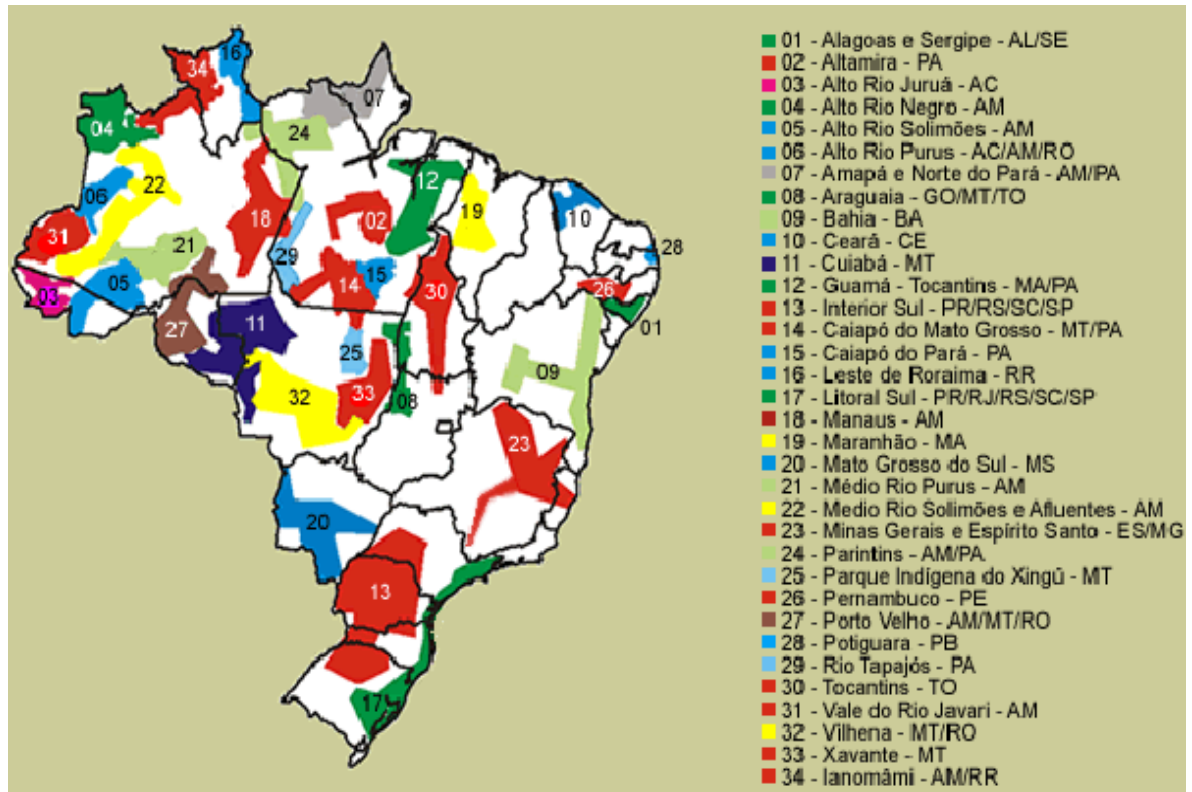 34
16
07
04
24
22
12
06
19
18
02
10
31
21
29
28
14
15
05
30
26
03
27
11
01
25
09
32
33
08
23
20
13
17
01 - Alagoas e Sergipe - AL/SE
02 - Altamira - PA
03 - Alto Rio Juruá - AC
04 - Alto Rio Negro - AM
05 - Alto Rio Solimões - AM
06 - Alto Rio Purus - AC/AM/RO
07 - Amapá e Norte do Pará - AM/PA
08 - Araguaia - GO/MT/TO
09 - Bahia - BA
10 - Ceará - CE
11 - Cuiabá - MT
12 - Guamá - Tocantins - MA/PA
13 - Interior Sul - PR/RS/SC/SP
14 - Caiapó do Mato Grosso - MT/PA
15 - Caiapó do Pará - PA
16 - Leste de Roraima - RR
17 - Litoral Sul - PR/RJ/RS/SC/SP
18 - Manaus - AM
19 - Maranhão - MA
20 - Mato Grosso do Sul - MS
21 - Médio Rio Purus - AM
22 - Medio Rio Solimões e Afluentes - AM
23 - Minas Gerais e Espírito Santo - ES/MG
24 - Parintins - AM/PA
25 - Parque Indígena do Xingú - MT
26 - Pernambuco - PE
27 - Porto Velho - AM/MT/RO
28 - Potiguara - PB
29 - Rio Tapajós - PA
30 - Tocantins - TO
31 - Vale do Rio Javari - AM
32 - Vilhena - MT/RO
33 - Xavante - MT
34 - Ianomâmi - AM/RR